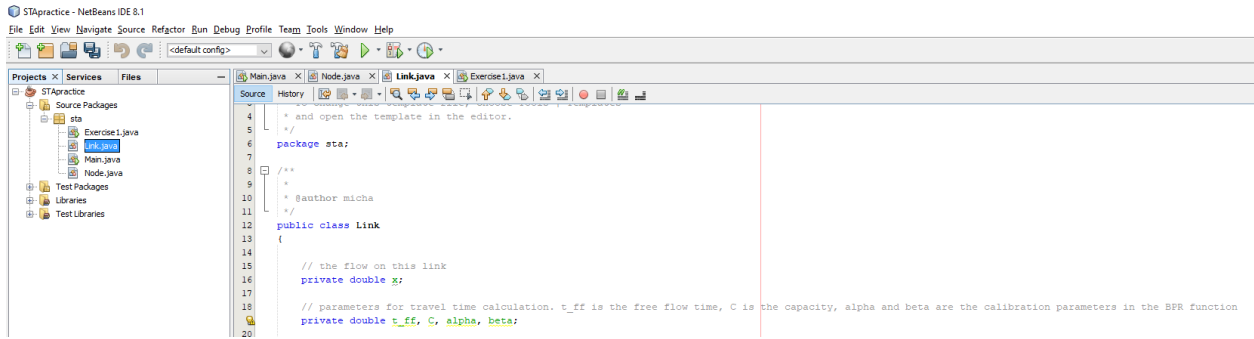 STApractice - NetBeans IDE 8.1
File Edit View Navigate Source Refactor Run Debug Profile Team Tools Window Help
<default config>
Projects Services Files
STApractice
Source Packages
sta
Exercise1.java
Link.java
Main.java
Node.java
Test Packages
Libraries
Test Libraries
Main.java Node.java Link.java Exercise1.java
Source History
4 * and open the template in the editor.
5 */
6 package sta;
7
8 /**
9 *
10 * @author micha
11 */
12 public class Link
13 {
14
15 // the flow on this link
16 private double x;
17
18 // parameters for travel time calculation. t_ff is the free flow time, C is the capacity, alpha and beta are the calibration parameters in the BPR function
private double t_ff, C, alpha, beta;
20